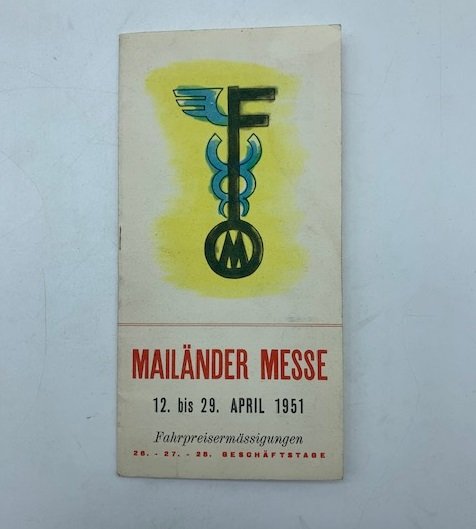 F
M
MAILÄNDER MESSE
12. bis 29. APRIL 1951
Fahrpreisermässigungen
26. - 27. - 28. GESCHÄFTSTAGE